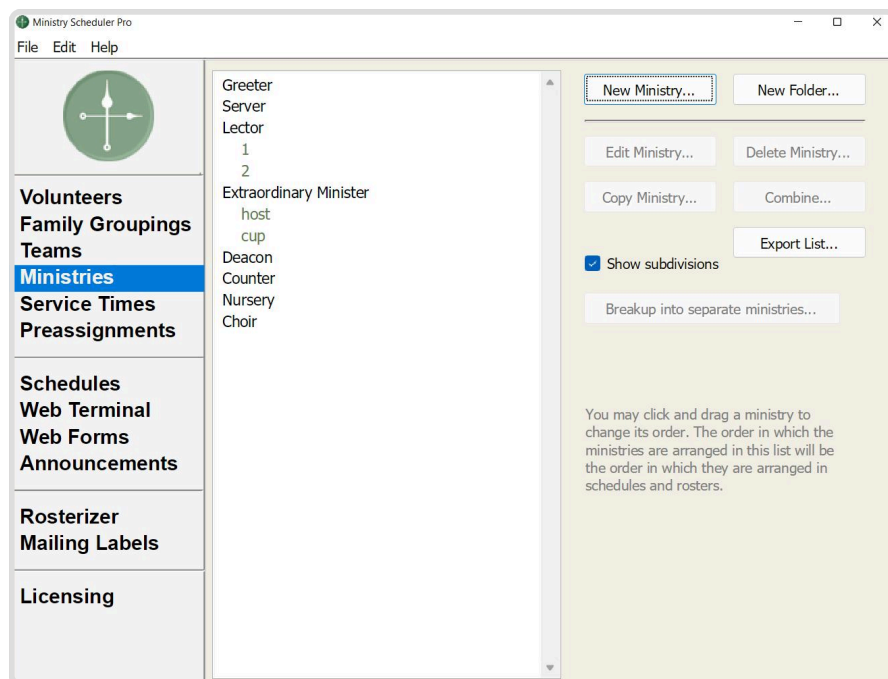 Ministry Scheduler Pro
File Edit Help
Volunteers
Family Groupings
Teams
Ministries
Service Times
Preassignments
Schedules
Web Terminal
Web Forms
Announcements
Rosterizer
Mailing Labels
Licensing
Greeter
Server
Lector
1
2
Extraordinary Minister
host
cup
Deacon
Counter
Nursery
Choir
New Ministry... New Folder...
Edit Ministry... Delete Ministry...
Copy Ministry... Combine...
Export List...
Show subdivisions
Breakup into separate ministries...
You may click and drag a ministry to
change its order. The order in which the
ministries are arranged in this list will be
the order in which they are arranged in
schedules and rosters.